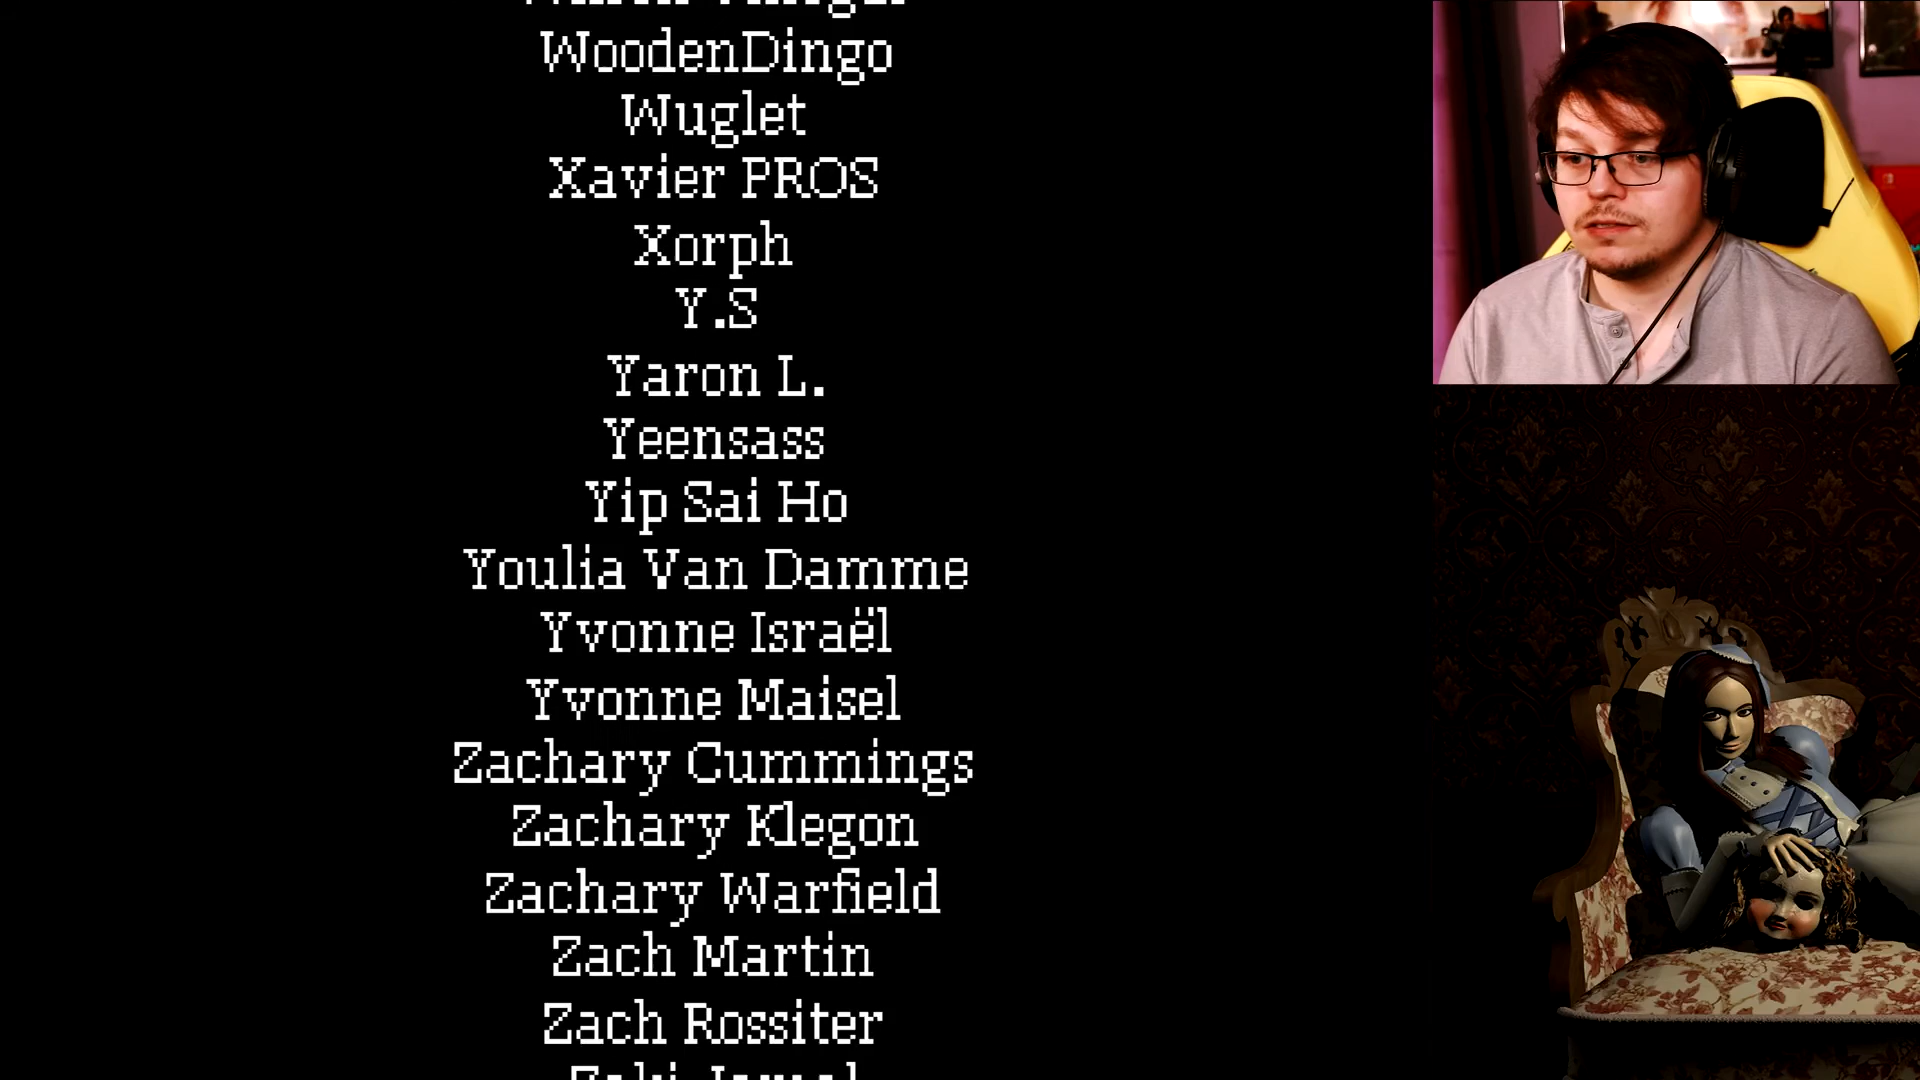 WoodenDingo
Wuglet
Xavier PROS
Xorph
Y.S
Yaron L.
Yeensass
Yip Sai Ho
Youlia Van Damme
Yvonne Israël
Yvonne Maisel
Zachary Cummings
Zachary Klegon
Zachary Warfield
Zach Martin
Zach Rossiter